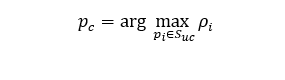 p_c = arg max_{p_i∈S_{uc}} ρ_i